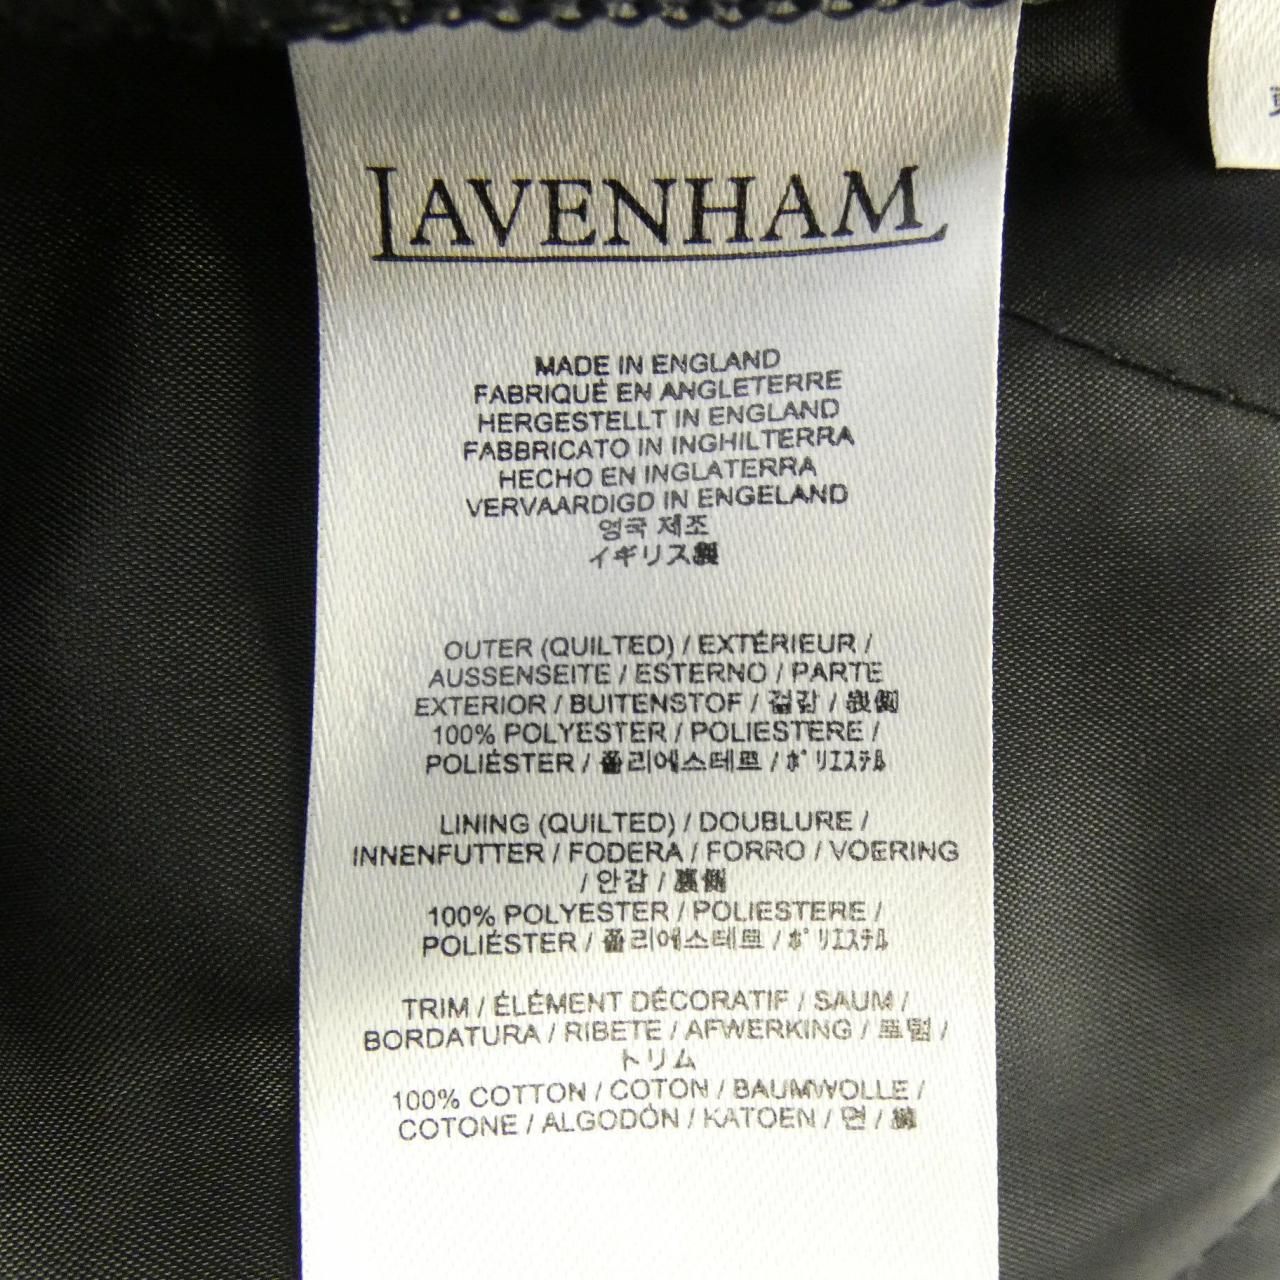 LAVENHAM
MADE IN ENGLAND
FABRIQUÉ EN ANGLETERRE
HERGESTELLT IN ENGLAND
FABBRICATO IN INGHILTERRA
HECHO EN INGLATERRA
VERVAARDIGD IN ENGELAND
영국 제조
イギリス製
OUTER (QUILTED) / EXTÉRIEUR /
AUSSENSEITE / ESTERNO / PARTE
EXTERIOR / BUITENSTOF / 겉감 / 表側
100% POLYESTER / POLIESTERE /
POLIÉSTER / 폴리에스테르 / ﾎﾟﾘｴｽﾃﾙ
LINING (QUILTED) / DOUBLURE /
INNENFUTTER / FODERA / FORRO / VOERING
/ 안감 / 裏側
100% POLYESTER / POLIESTERE /
POLIÉSTER / 폴리에스테르 / ﾎﾟﾘｴｽﾃﾙ
TRIM / ÉLÉMENT DÉCORATIF / SAUM /
BORDATURA / RIBETE / AFWERKING / 트림 /
トリム
100% COTTON / COTON / BAUMWOLLE /
COTONE / ALGODÓN / KATOEN / 면 / 綿